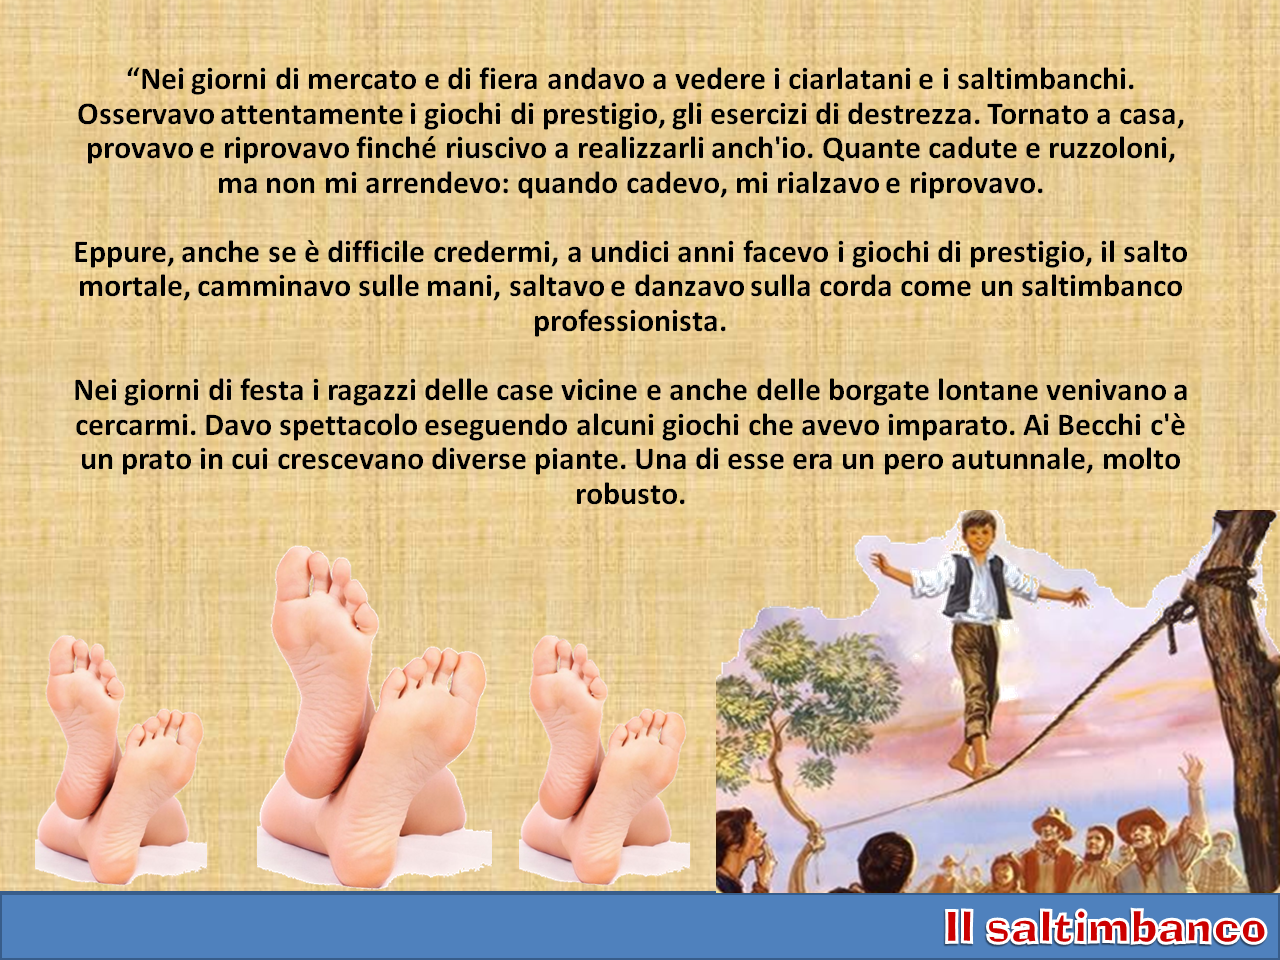 “Nei giorni di mercato e di fiera andavo a vedere i ciarlatani e i saltimbanchi.
Osservavo attentamente i giochi di prestigio, gli esercizi di destrezza. Tornato a casa,
provavo e riprovavo finché riuscivo a realizzarli anch'io. Quante cadute e ruzzoloni,
ma non mi arrendevo: quando cadevo, mi rialzavo e riprovavo.
Eppure, anche se è difficile credermi, a undici anni facevo i giochi di prestigio, il salto
mortale, camminavo sulle mani, saltavo e danzavo sulla corda come un saltimbanco
professionista.
Nei giorni di festa i ragazzi delle case vicine e anche delle borgate lontane venivano a
cercarmi. Davo spettacolo eseguendo alcuni giochi che avevo imparato. Ai Becchi c'è
un prato in cui crescevano diverse piante. Una di esse era un pero autunnale, molto
robusto.
Il saltimbanco